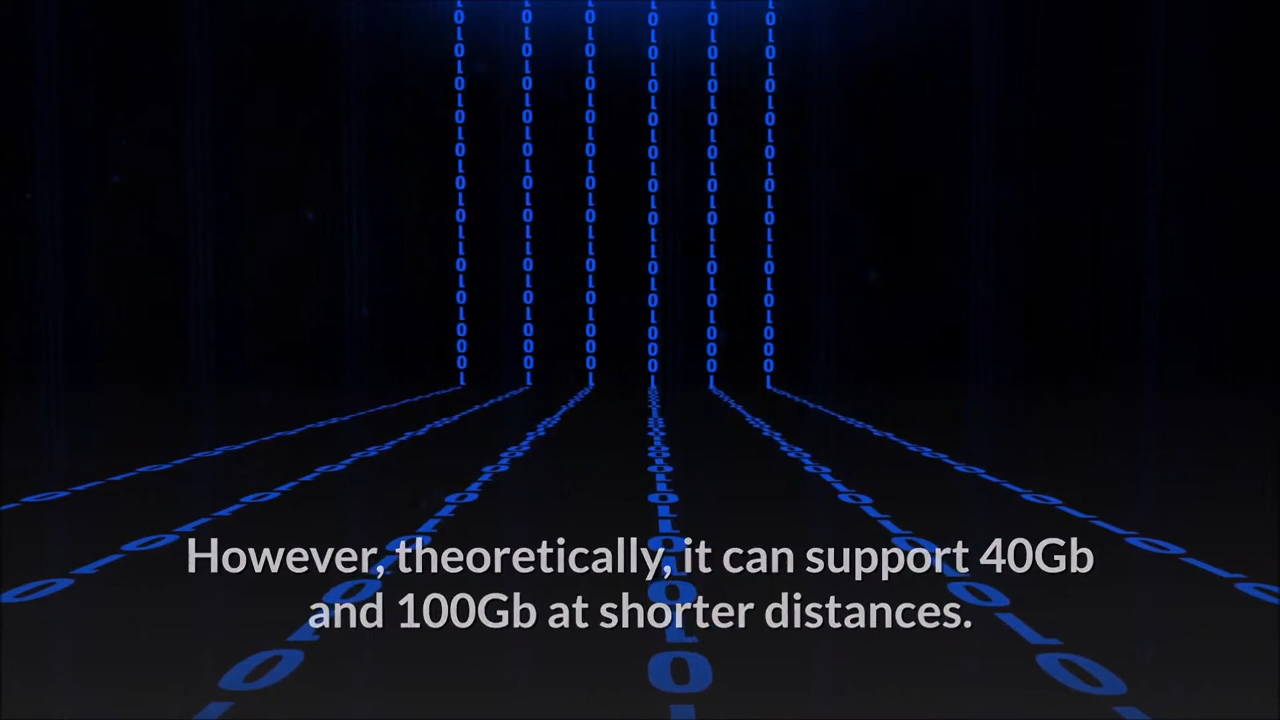 However, theoretically, it can support 40Gb
and 100Gb at shorter distances.